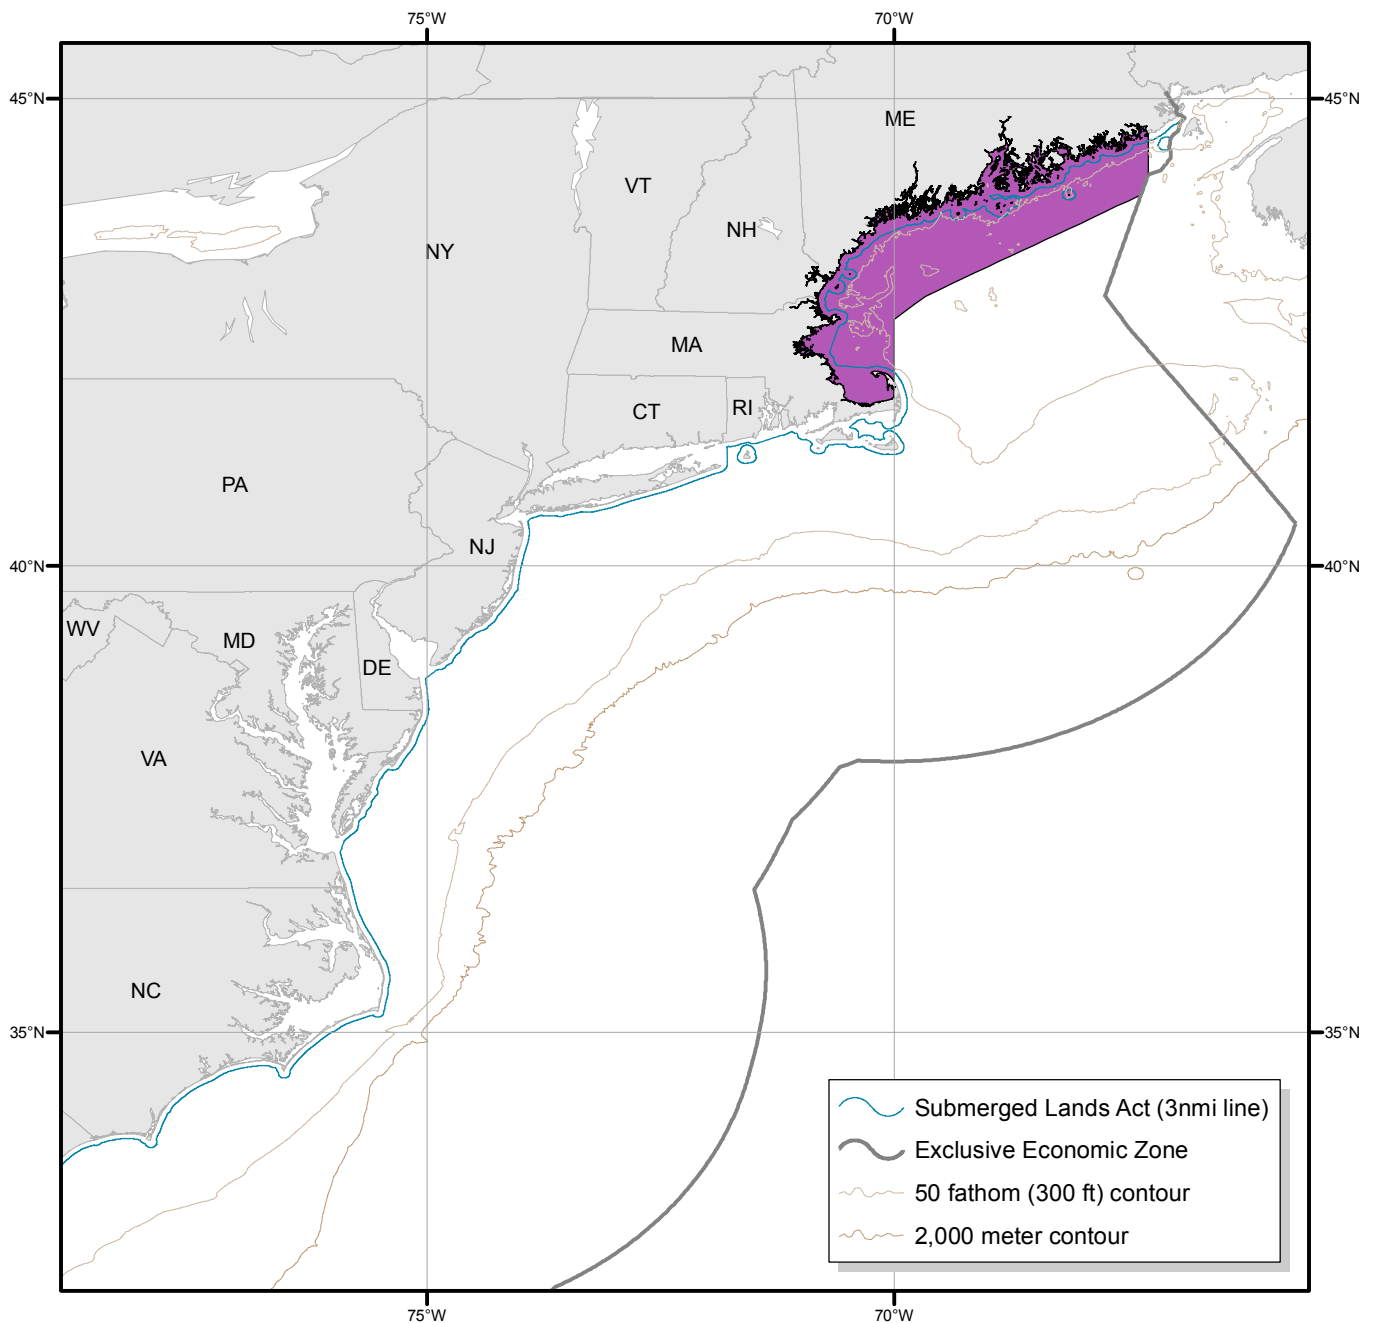 75°W
70°W
45°N
45°N
ME
VT
NH
NY
MA
CT
RI
PA
NJ
40°N
40°N
WV
MD
DE
VA
NC
35°N
35°N
Submerged Lands Act (3nmi line)
Exclusive Economic Zone
50 fathom (300 ft) contour
2,000 meter contour
75°W
70°W